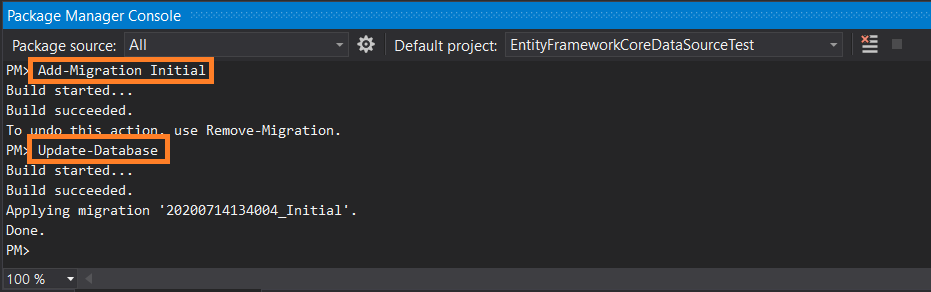 Package Manager Console
Package source: All Default project: EntityFrameworkCoreDataSourceTest
PM> Add-Migration Initial
Build started...
Build succeeded.
To undo this action, use Remove-Migration.
PM> Update-Database
Build started...
Build succeeded.
Applying migration '20200714134004_Initial'.
Done.
PM>
100 %